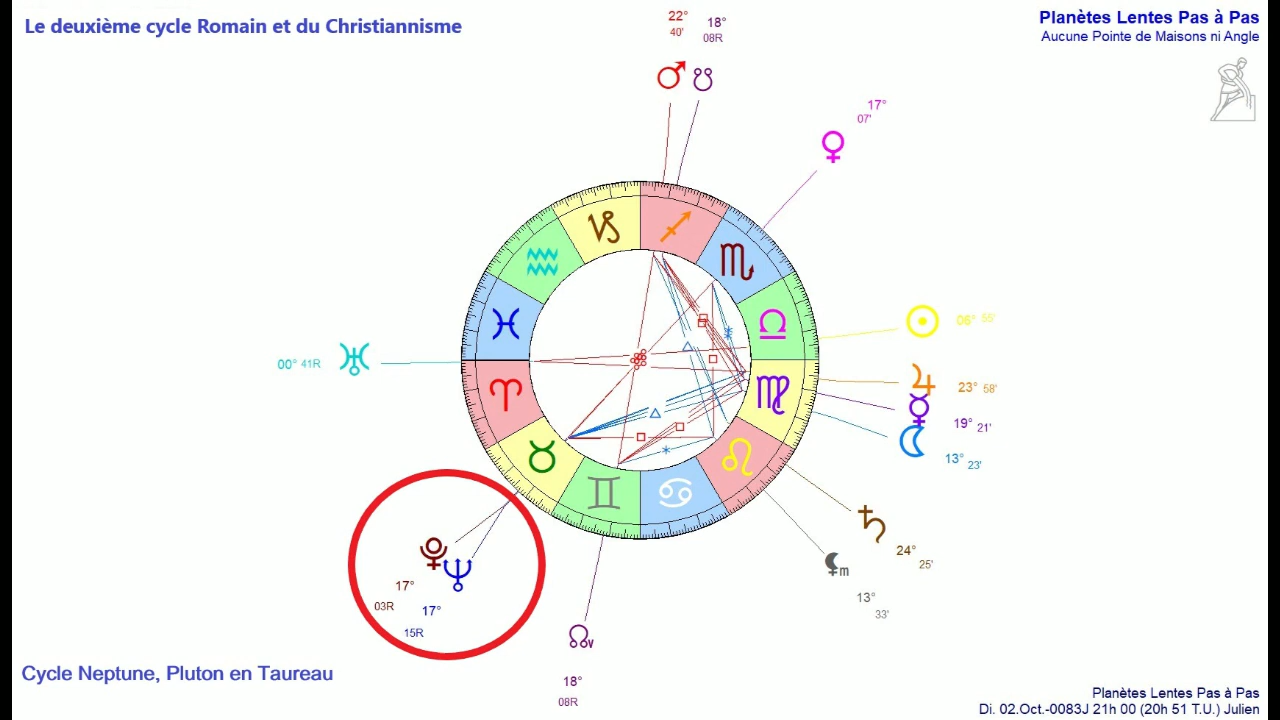 Le deuxième cycle Romain et du Christiannisme
Planètes Lentes Pas à Pas
Aucune Pointe de Maisons ni Angle
22°
40'
18°
08R
17°
07'
06° 55'
00° 41R
23° 58'
19° 21'
13° 23'
24°
25'
m
13°
33'
17°
03R
17°
15R
V
18°
08R
Cycle Neptune, Pluton en Taureau
Planètes Lentes Pas à Pas
Di. 02.Oct.-0083J 21h 00 (20h 51 T.U.) Julien